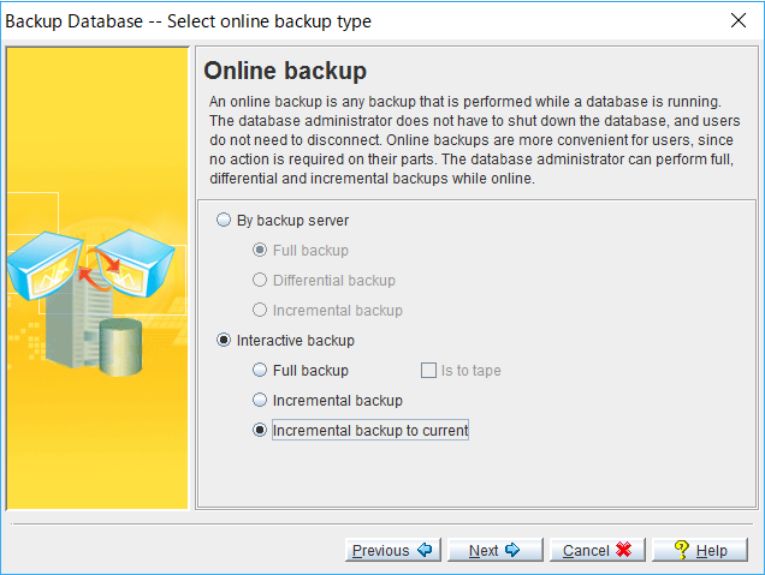 Backup Database -- Select online backup type
Online backup
An online backup is any backup that is performed while a database is running.
The database administrator does not have to shut down the database, and users
do not need to disconnect. Online backups are more convenient for users, since
no action is required on their parts. The database administrator can perform full,
differential and incremental backups while online.
By backup server
Full backup
Differential backup
Incremental backup
Interactive backup
Full backup Is to tape
Incremental backup
Incremental backup to current
Previous Next Cancel Help